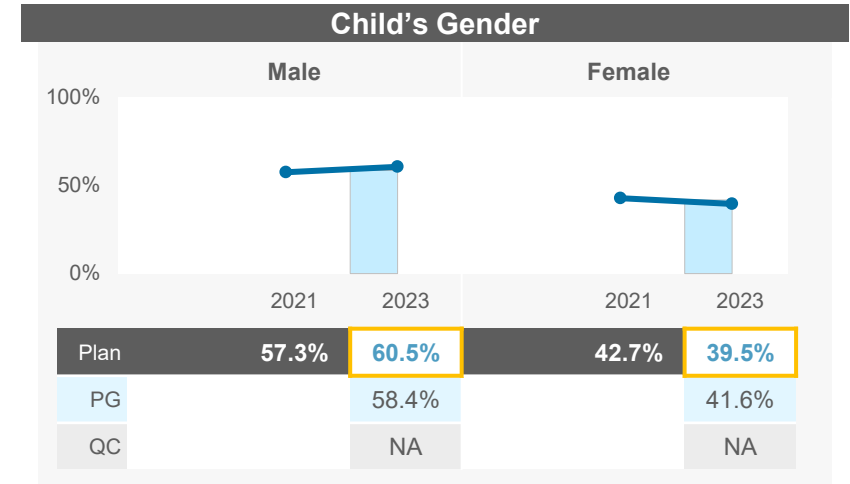 Child’s Gender
Male Female
100%
50%
0%
2021 2023 2021 2023
Plan 57.3% 60.5% 42.7% 39.5%
PG 58.4% 41.6%
QC NA NA